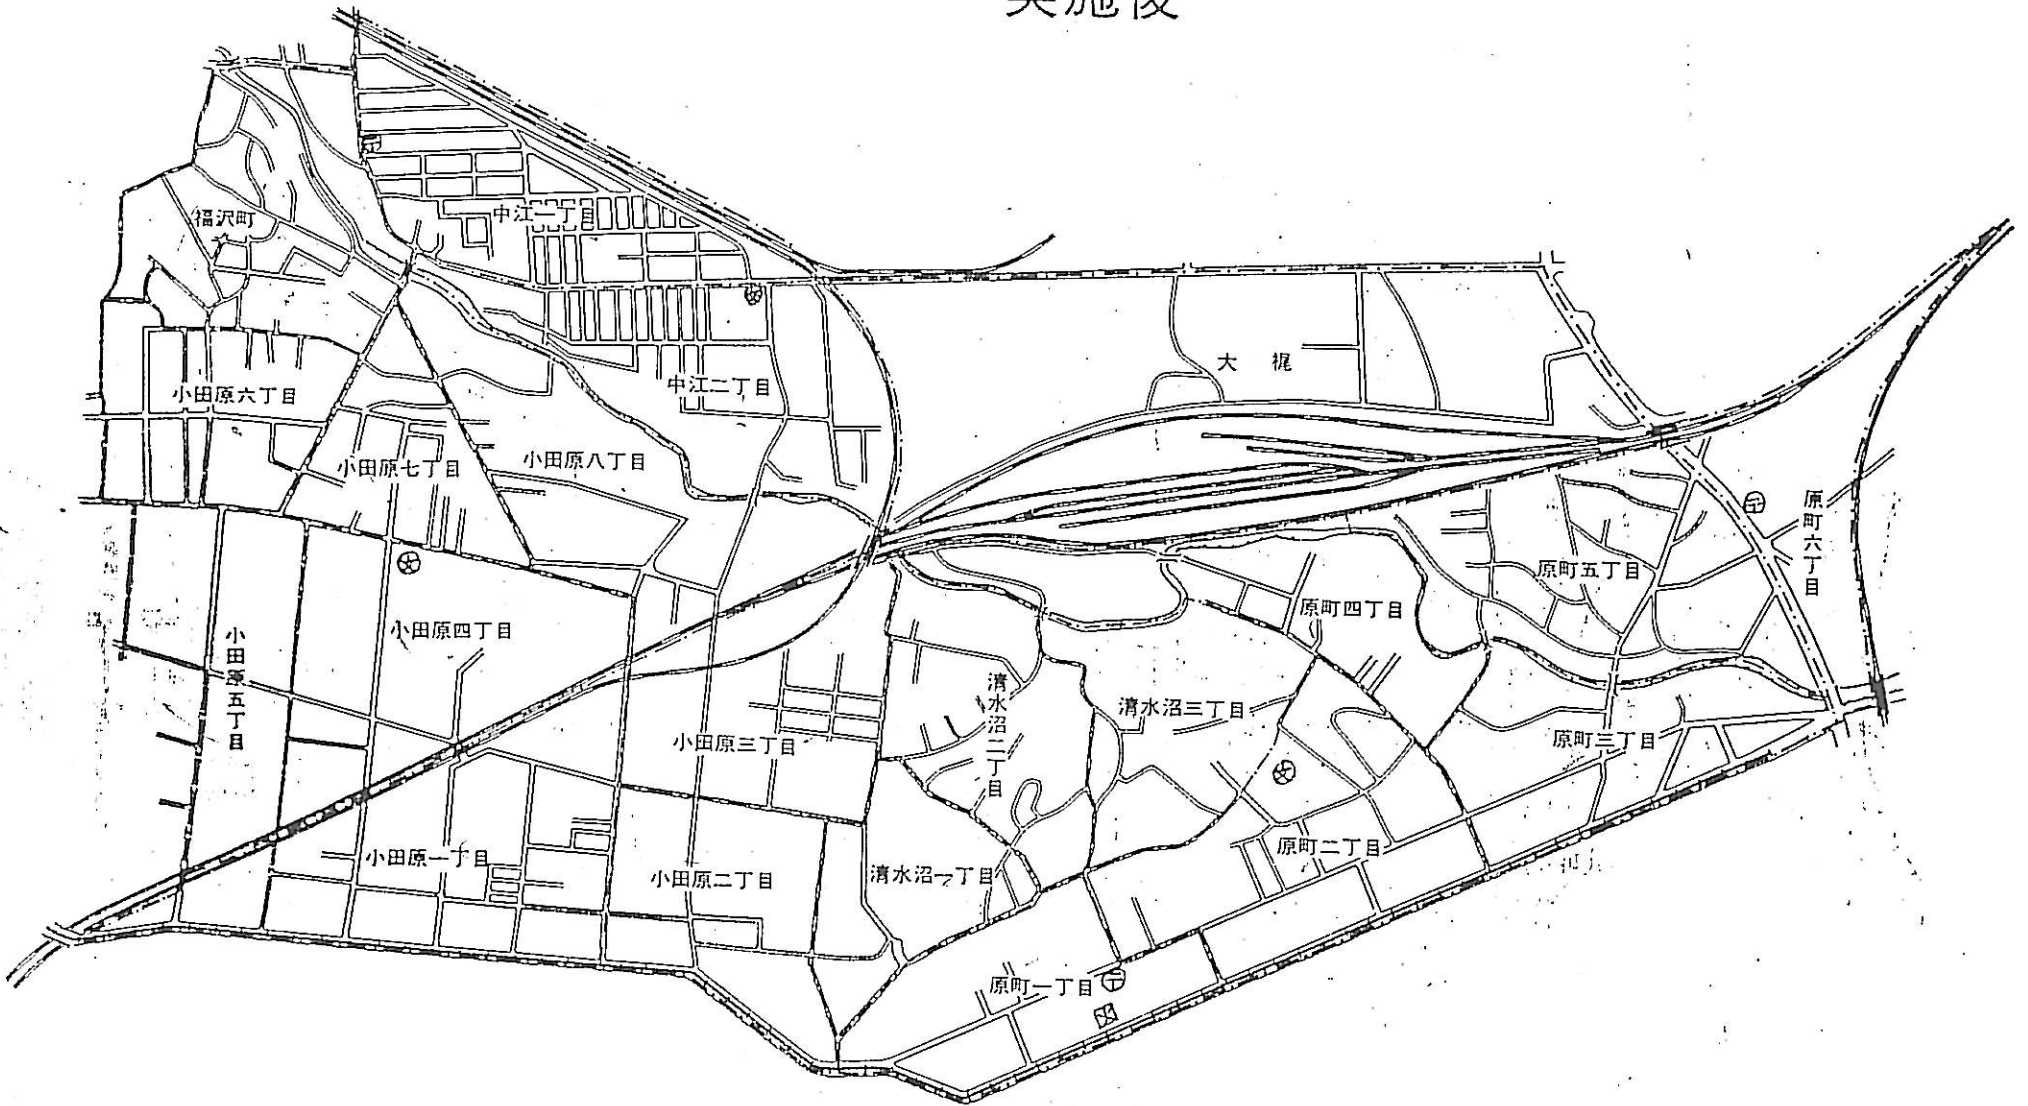 実施後
福沢町
中江一丁目
中江二丁目
大梶
小田原六丁目
小田原七丁目
小田原八丁目
原町六丁目
原町五丁目
原町四丁目
小田原四丁目
小田原五丁目
小田原三丁目
清水沼二丁目
清水沼三丁目
原町三丁目
小田原一丁目
小田原二丁目
清水沼一丁目
原町二丁目
原町一丁目